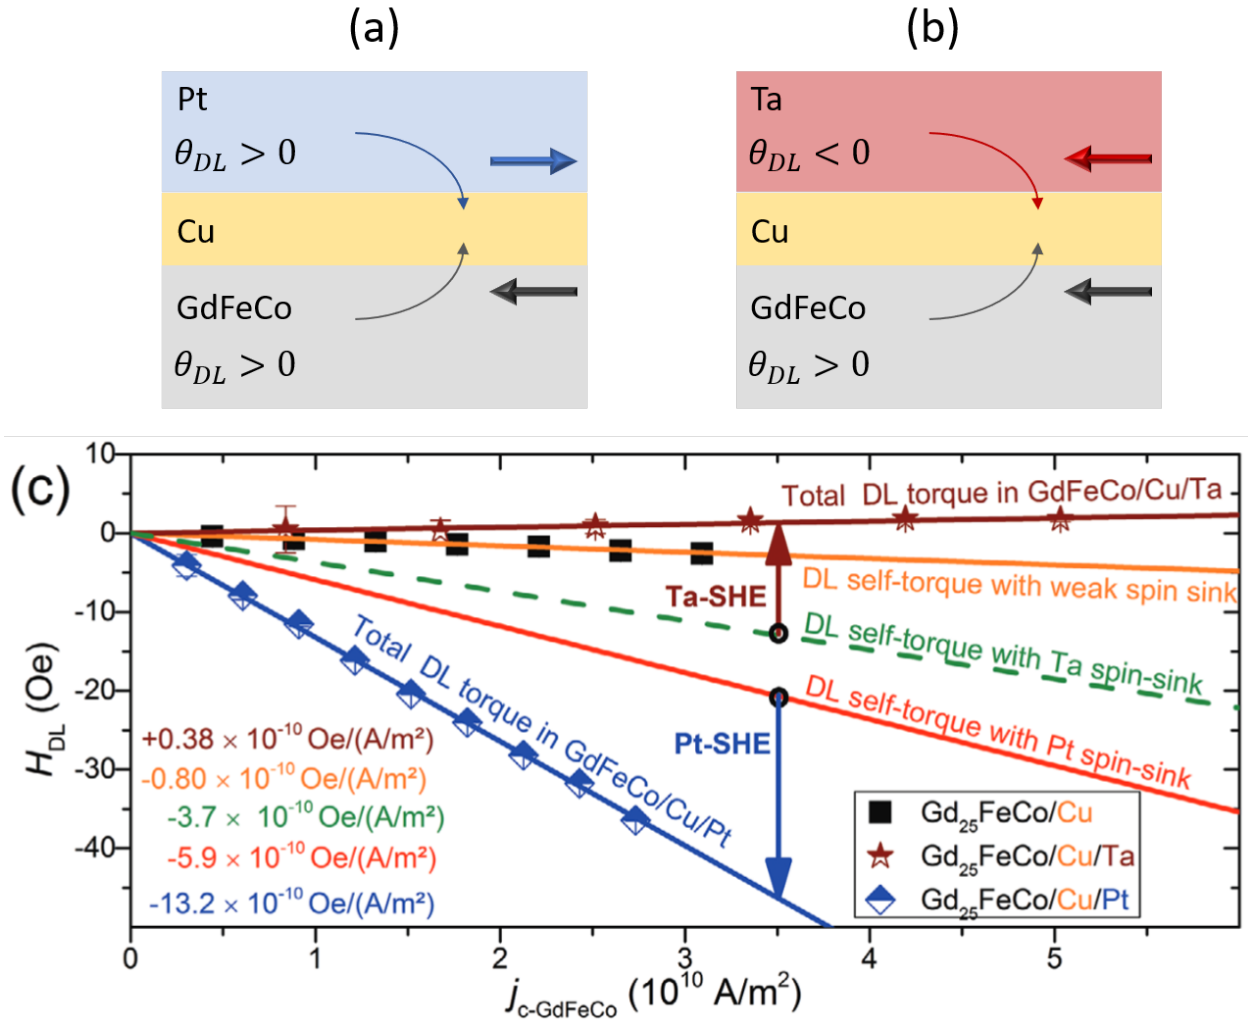 (a)
Pt
θ_DL > 0
Cu
GdFeCo
θ_DL > 0
(b)
Ta
θ_DL < 0
Cu
GdFeCo
θ_DL > 0
(c)
H_DL (Oe)
10
0
-10
-20
-30
-40
Total DL torque in GdFeCo/Cu/Ta
DL self-torque with weak spin sink
Ta-SHE
DL self-torque with Ta spin-sink
DL self-torque with Pt spin-sink
Pt-SHE
Total DL torque in GdFeCo/Cu/Pt
+0.38 × 10⁻¹⁰ Oe/(A/m²)
-0.80 × 10⁻¹⁰ Oe/(A/m²)
-3.7 × 10⁻¹⁰ Oe/(A/m²)
-5.9 × 10⁻¹⁰ Oe/(A/m²)
-13.2 × 10⁻¹⁰ Oe/(A/m²)
Gd₂₅FeCo/Cu
Gd₂₅FeCo/Cu/Ta
Gd₂₅FeCo/Cu/Pt
0 1 2 3 4 5
j_c-GdFeCo (10¹⁰ A/m²)